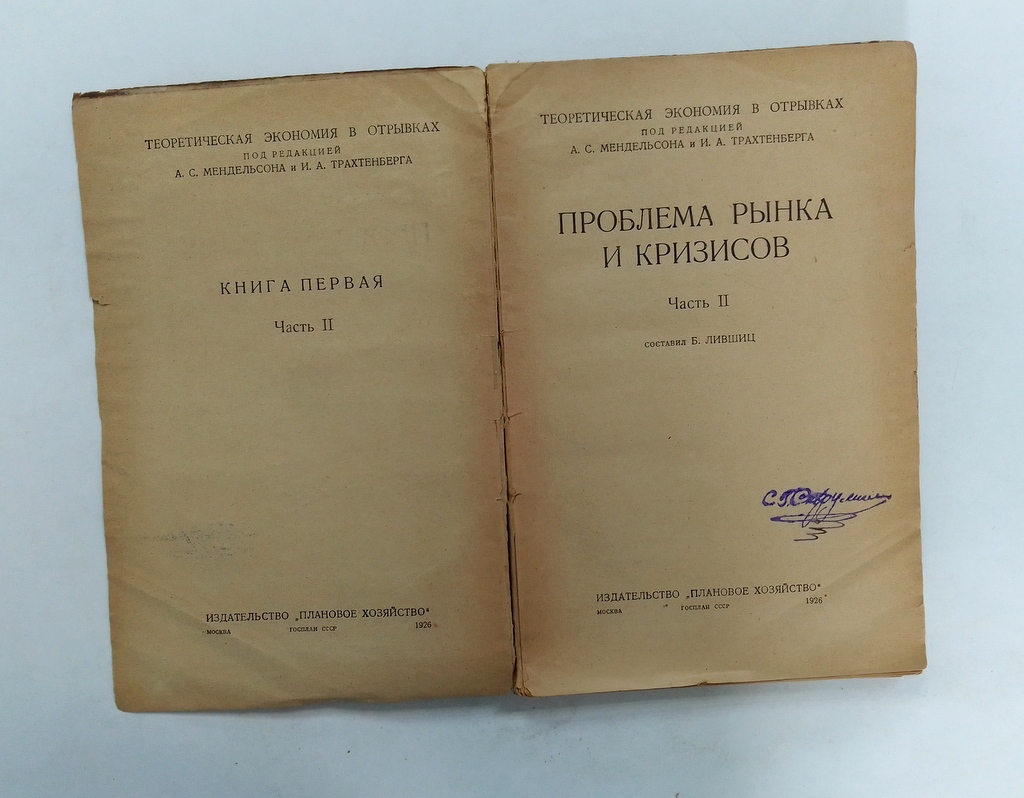 ТЕОРЕТИЧЕСКАЯ ЭКОНОМИЯ В ОТРЫВКАХ
ПОД РЕДАКЦИЕЙ
А. С. МЕНДЕЛЬСОНА и И. А. ТРАХТЕНБЕРГА
КНИГА ПЕРВАЯ
Часть II
ИЗДАТЕЛЬСТВО „ПЛАНОВОЕ ХОЗЯЙСТВО“
МОСКВА ГОСПЛАН СССР 1926
ТЕОРЕТИЧЕСКАЯ ЭКОНОМИЯ В ОТРЫВКАХ
ПОД РЕДАКЦИЕЙ
А. С. МЕНДЕЛЬСОНА и И. А. ТРАХТЕНБЕРГА
ПРОБЛЕМА РЫНКА
И КРИЗИСОВ
Часть II
СОСТАВИЛ Б. ЛИВШИЦ
ИЗДАТЕЛЬСТВО „ПЛАНОВОЕ ХОЗЯЙСТВО“
МОСКВА ГОСПЛАН СССР 1926